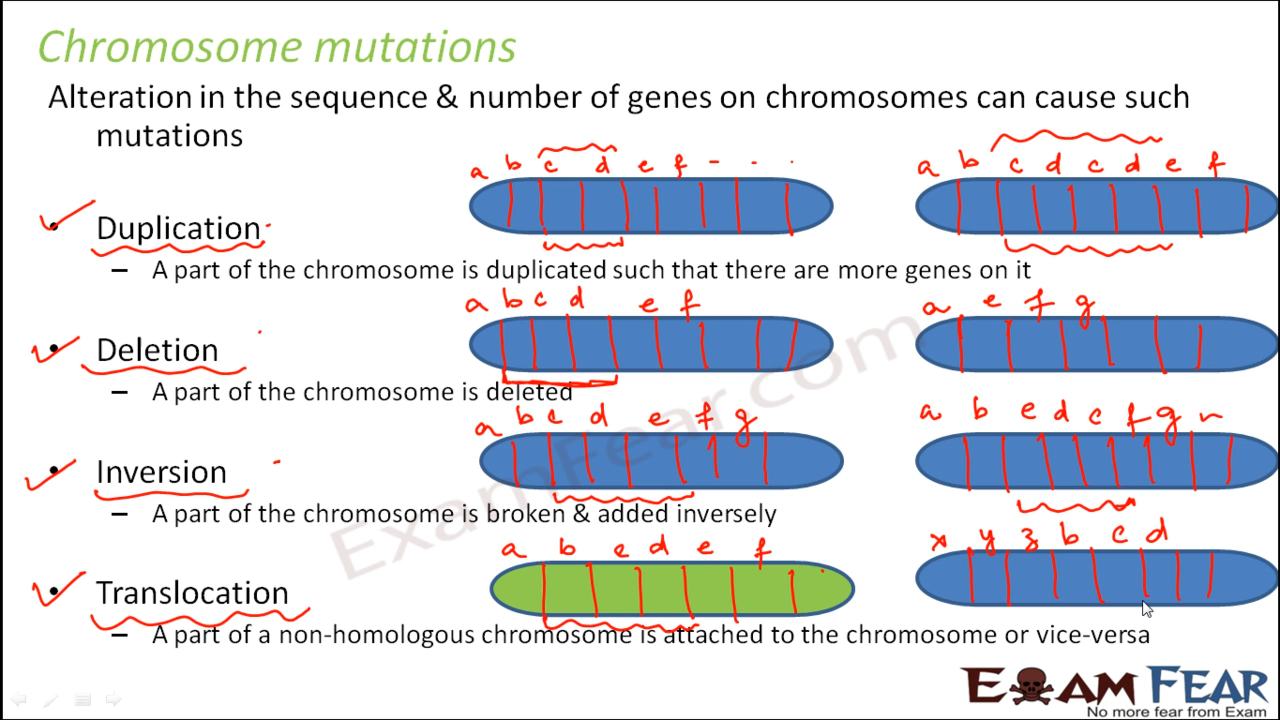 Chromosome mutations
Alteration in the sequence & number of genes on chromosomes can cause such
mutations
a b c d e f - . .
a b c d c d e f
• Duplication
– A part of the chromosome is duplicated such that there are more genes on it
a b c d e f
a e f g
• Deletion
– A part of the chromosome is deleted
a b c d e f g
a b e d c f g
• Inversion
– A part of the chromosome is broken & added inversely
a b c d e f
x y z b c d
• Translocation
– A part of a non-homologous chromosome is attached to the chromosome or vice-versa
ExamFear.com
EXAM FEAR
No more fear from Exam